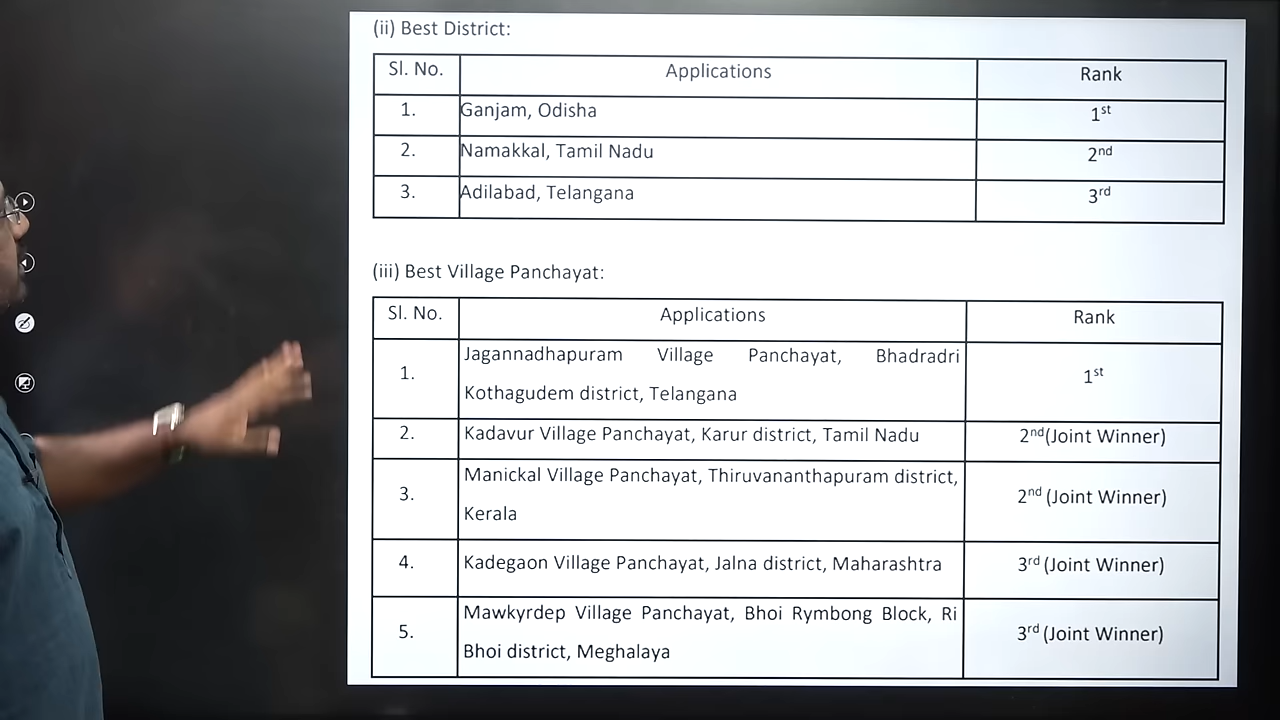 (ii) Best District:
Sl. No. Applications Rank
1. Ganjam, Odisha 1st
2. Namakkal, Tamil Nadu 2nd
3. Adilabad, Telangana 3rd
(iii) Best Village Panchayat:
Sl. No. Applications Rank
1. Jagannadhapuram Village Panchayat, Bhadradri
Kothagudem district, Telangana 1st
2. Kadavur Village Panchayat, Karur district, Tamil Nadu 2nd(Joint Winner)
3. Manickal Village Panchayat, Thiruvananthapuram district,
Kerala 2nd (Joint Winner)
4. Kadegaon Village Panchayat, Jalna district, Maharashtra 3rd (Joint Winner)
5. Mawkyrdep Village Panchayat, Bhoi Rymbong Block, Ri
Bhoi district, Meghalaya 3rd (Joint Winner)